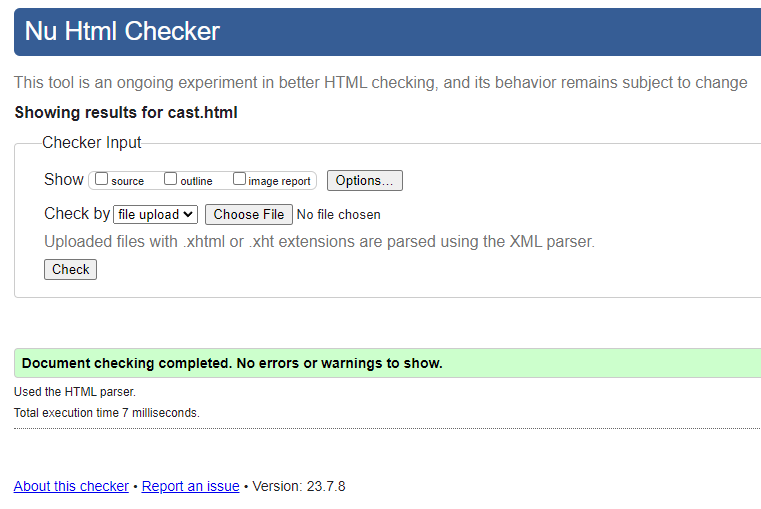 Nu Html Checker
This tool is an ongoing experiment in better HTML checking, and its behavior remains subject to change
Showing results for cast.html
Checker Input
Show source outline image report Options...
Check by file upload Choose File No file chosen
Uploaded files with .xhtml or .xht extensions are parsed using the XML parser.
Check
Document checking completed. No errors or warnings to show.
Used the HTML parser.
Total execution time 7 milliseconds.
About this checker • Report an issue • Version: 23.7.8